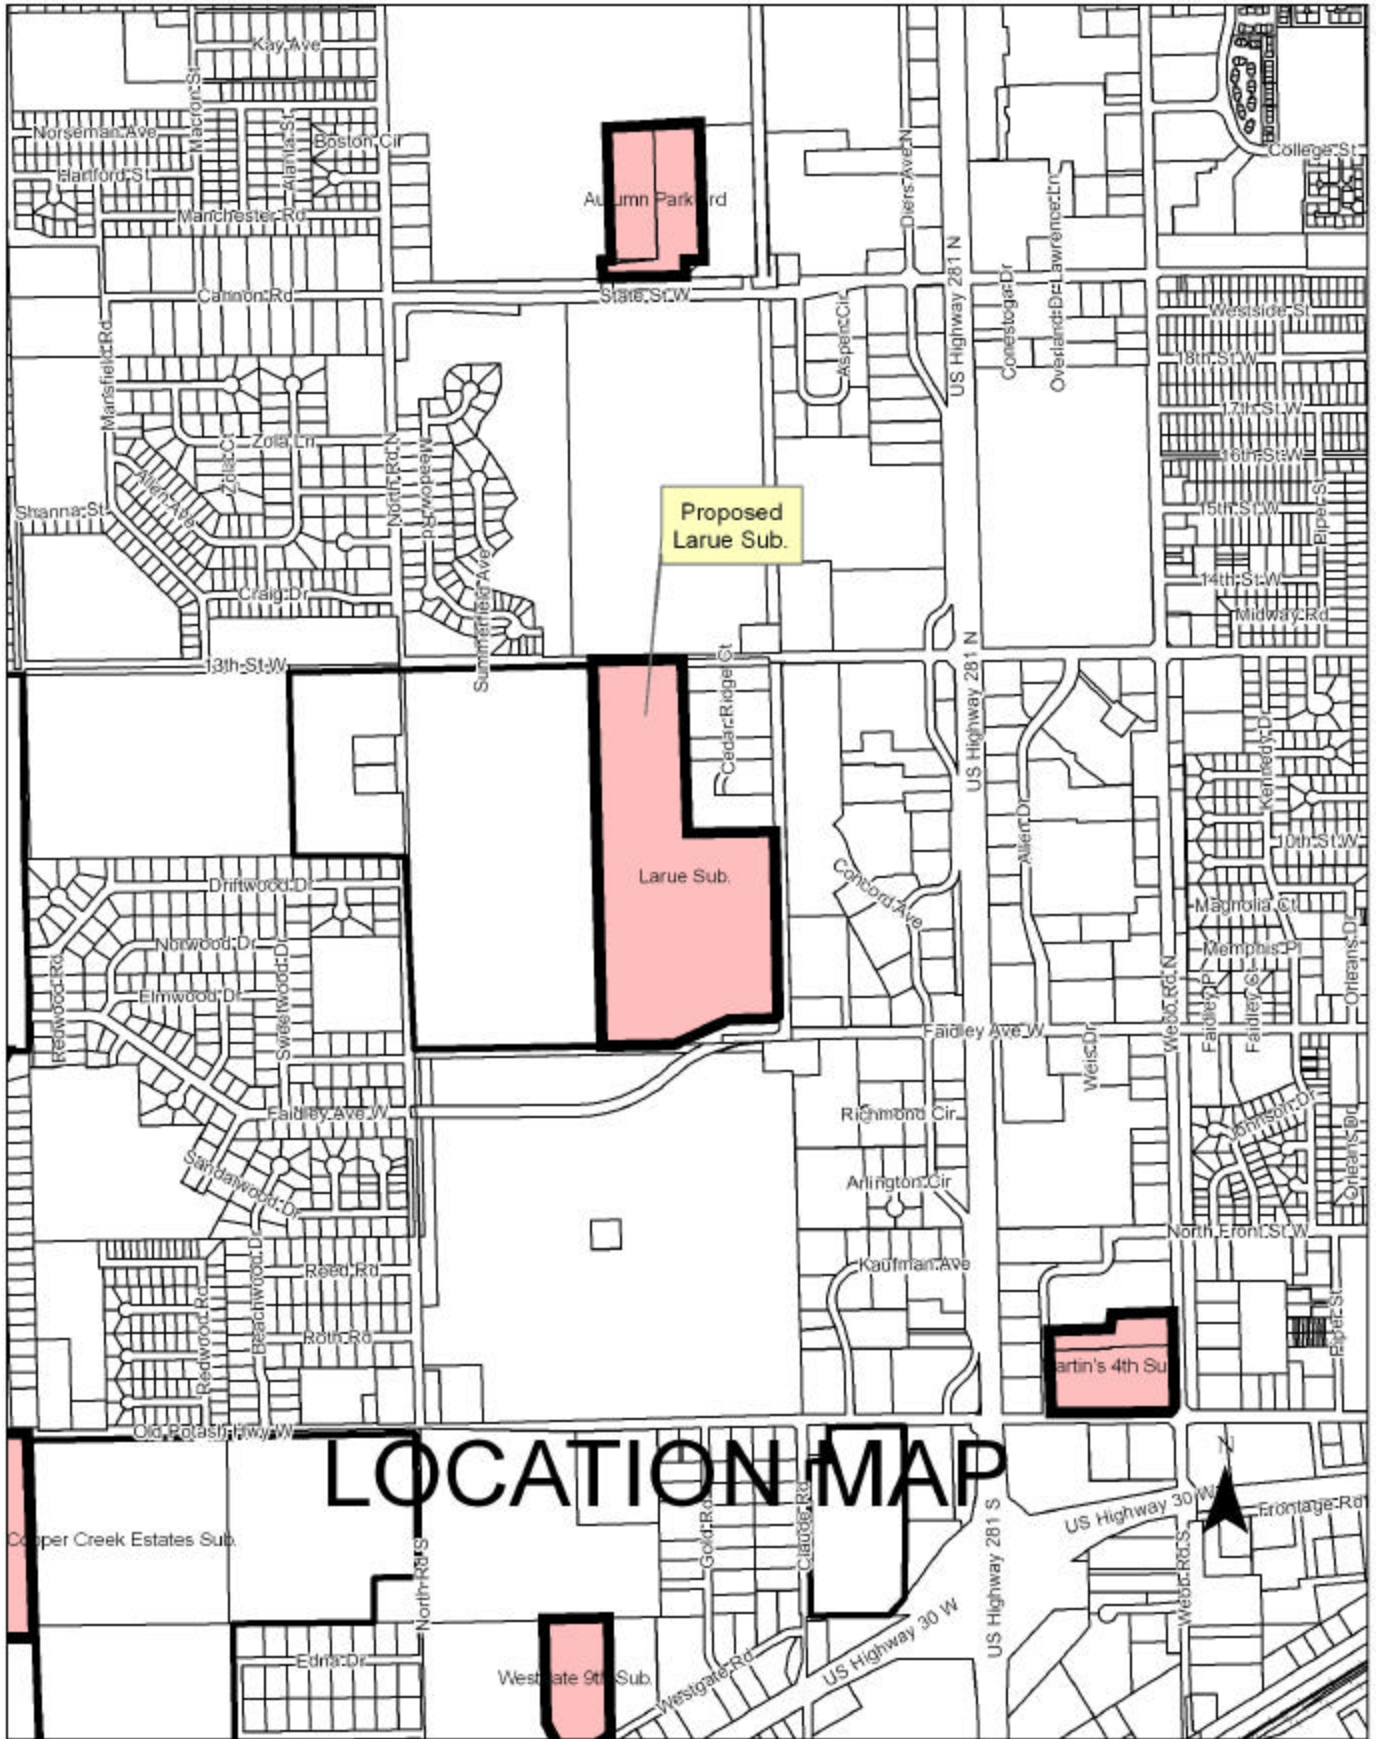 Kay Ave
Macron St
Norseman Ave
Alanta St
Boston Cir
Hartford St
Manchester Rd
Diers Ave N
College St
Cannon Rd
State St W
Aspen Cir
US Highway 281 N
Conestoga Dr
Lawrence Ln
Overland Dr
Westside St
18th St W
17th St W
16th St W
15th St W
14th St W
Midway Rd
Piper St
Mansfield Rd
Zola Ln
Zola Ct
Allen Ave
Shanna St
Craig Dr
North Rd N
Summerfield Ave
Proposed
Larue Sub.
13th St W
Cedar Ridge Ct
US Highway 281 N
Allen Dr
Kennedy Dr
10th St W
Larue Sub.
Concord Ave
Magnolia Ct
Memphis Pl
Orleans Dr
Driftwood Dr
Norwood Dr
Elmwood Dr
Sweetwood Dr
Redwood Rd
Faidley Ave W
Weis Dr
Webb Rd N
Faidley Pl
Faidley Ct
Faidley Ave W
Richmond Cir
Johnson Dr
Orleans Dr
Sandalwood Dr
Arlington Cir
North Front St W
Reed Rd
Kaufman Ave
Beachwood Dr
Redwood Rd
Roth Rd
Piper St
artin's 4th Su
Old Potash Hwy W
LOCATION MAP
N
US Highway 30 W
Frontage Rd
Gold Rd
Claude Rd
US Highway 281 S
Webb Rd S
North Rd S
Copper Creek Estates Sub.
Edna Dr
Westgate Rd
US Highway 30 W